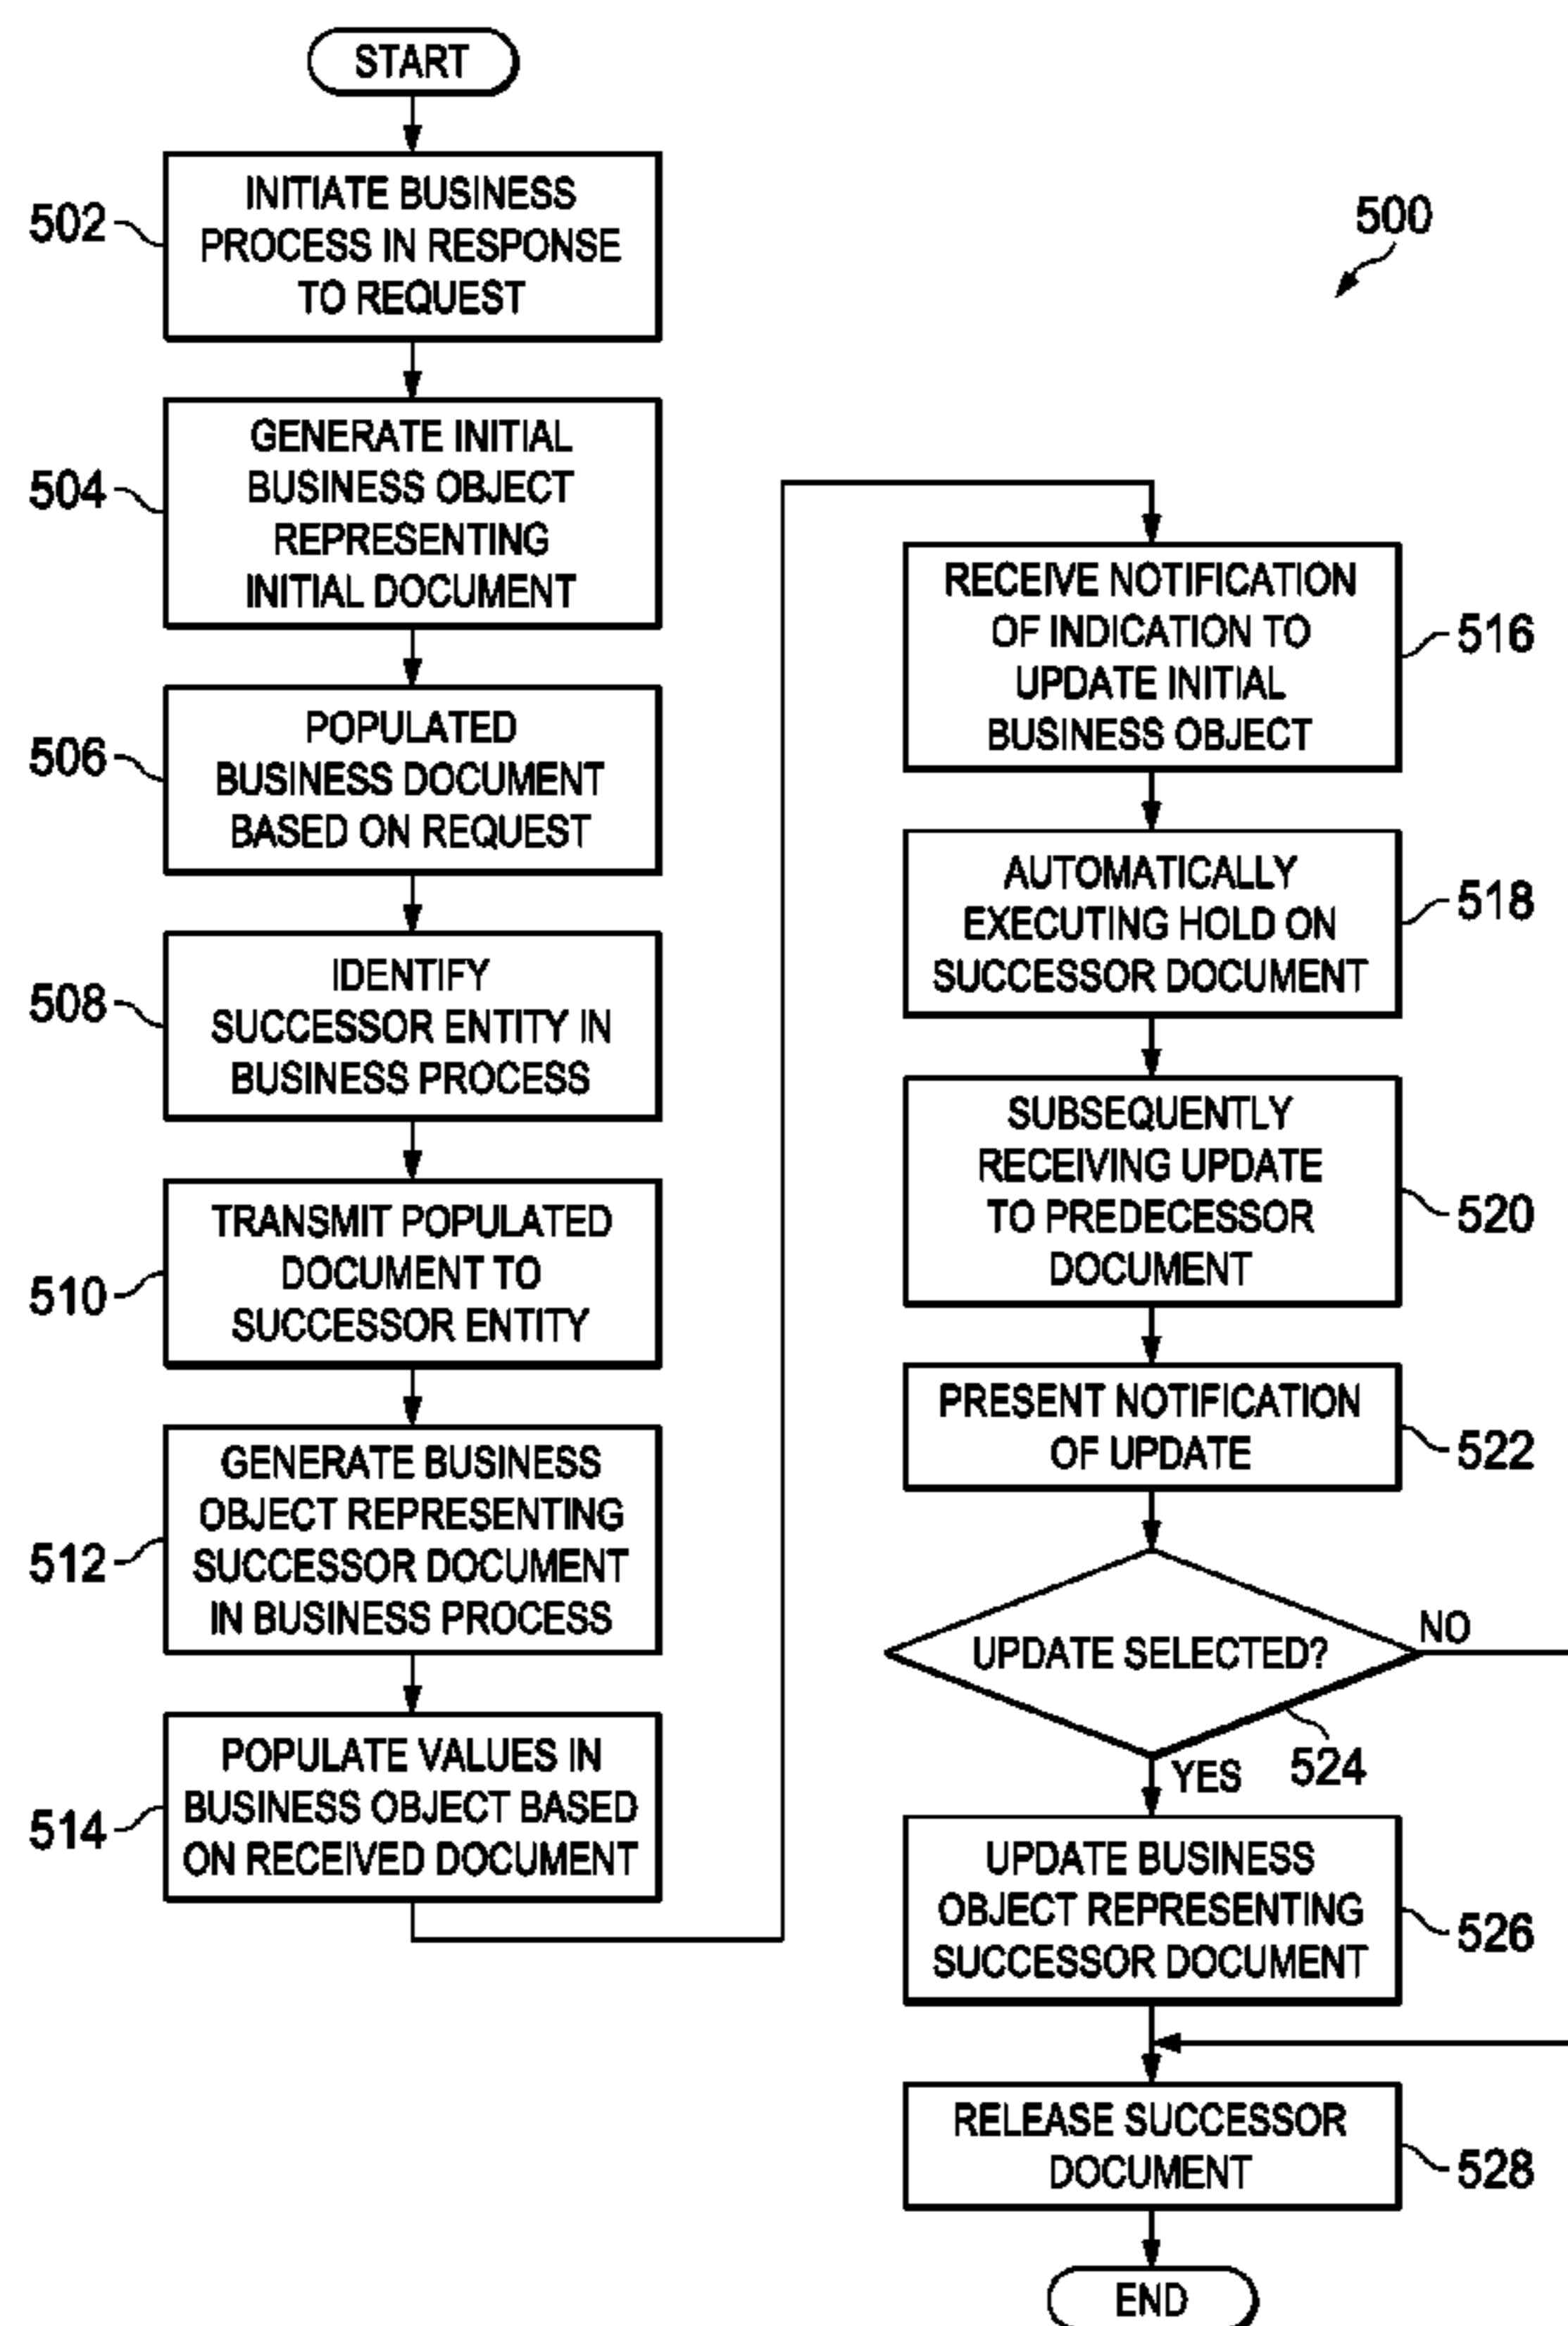 START
502
INITIATE BUSINESS
PROCESS IN RESPONSE
TO REQUEST
504
GENERATE INITIAL
BUSINESS OBJECT
REPRESENTING
INITIAL DOCUMENT
506
POPULATED
BUSINESS DOCUMENT
BASED ON REQUEST
508
IDENTIFY
SUCCESSOR ENTITY IN
BUSINESS PROCESS
510
TRANSMIT POPULATED
DOCUMENT TO
SUCCESSOR ENTITY
512
GENERATE BUSINESS
OBJECT REPRESENTING
SUCCESSOR DOCUMENT
IN BUSINESS PROCESS
514
POPULATE VALUES IN
BUSINESS OBJECT BASED
ON RECEIVED DOCUMENT
500
RECEIVE NOTIFICATION
OF INDICATION TO
UPDATE INITIAL
BUSINESS OBJECT
516
AUTOMATICALLY
EXECUTING HOLD ON
SUCCESSOR DOCUMENT
518
SUBSEQUENTLY
RECEIVING UPDATE
TO PREDECESSOR
DOCUMENT
520
PRESENT NOTIFICATION
OF UPDATE
522
UPDATE SELECTED?
NO
524
YES
UPDATE BUSINESS
OBJECT REPRESENTING
SUCCESSOR DOCUMENT
526
RELEASE SUCCESSOR
DOCUMENT
528
END